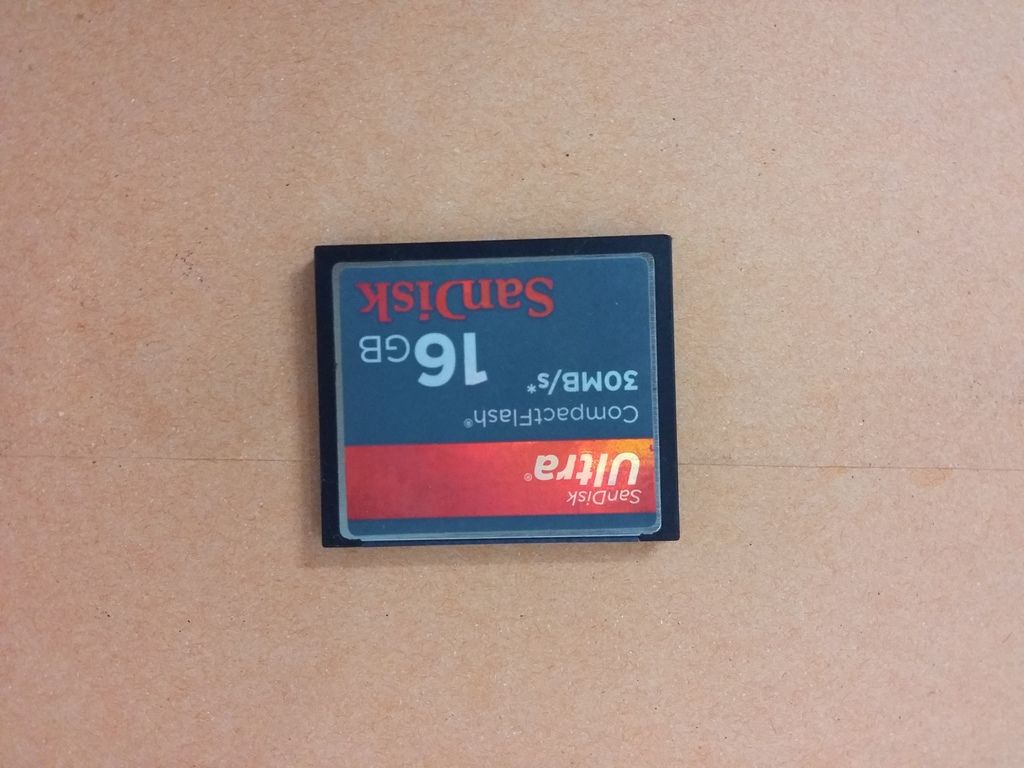 SanDisk
Ultra®
CompactFlash®
30MB/s*
16GB
SanDisk